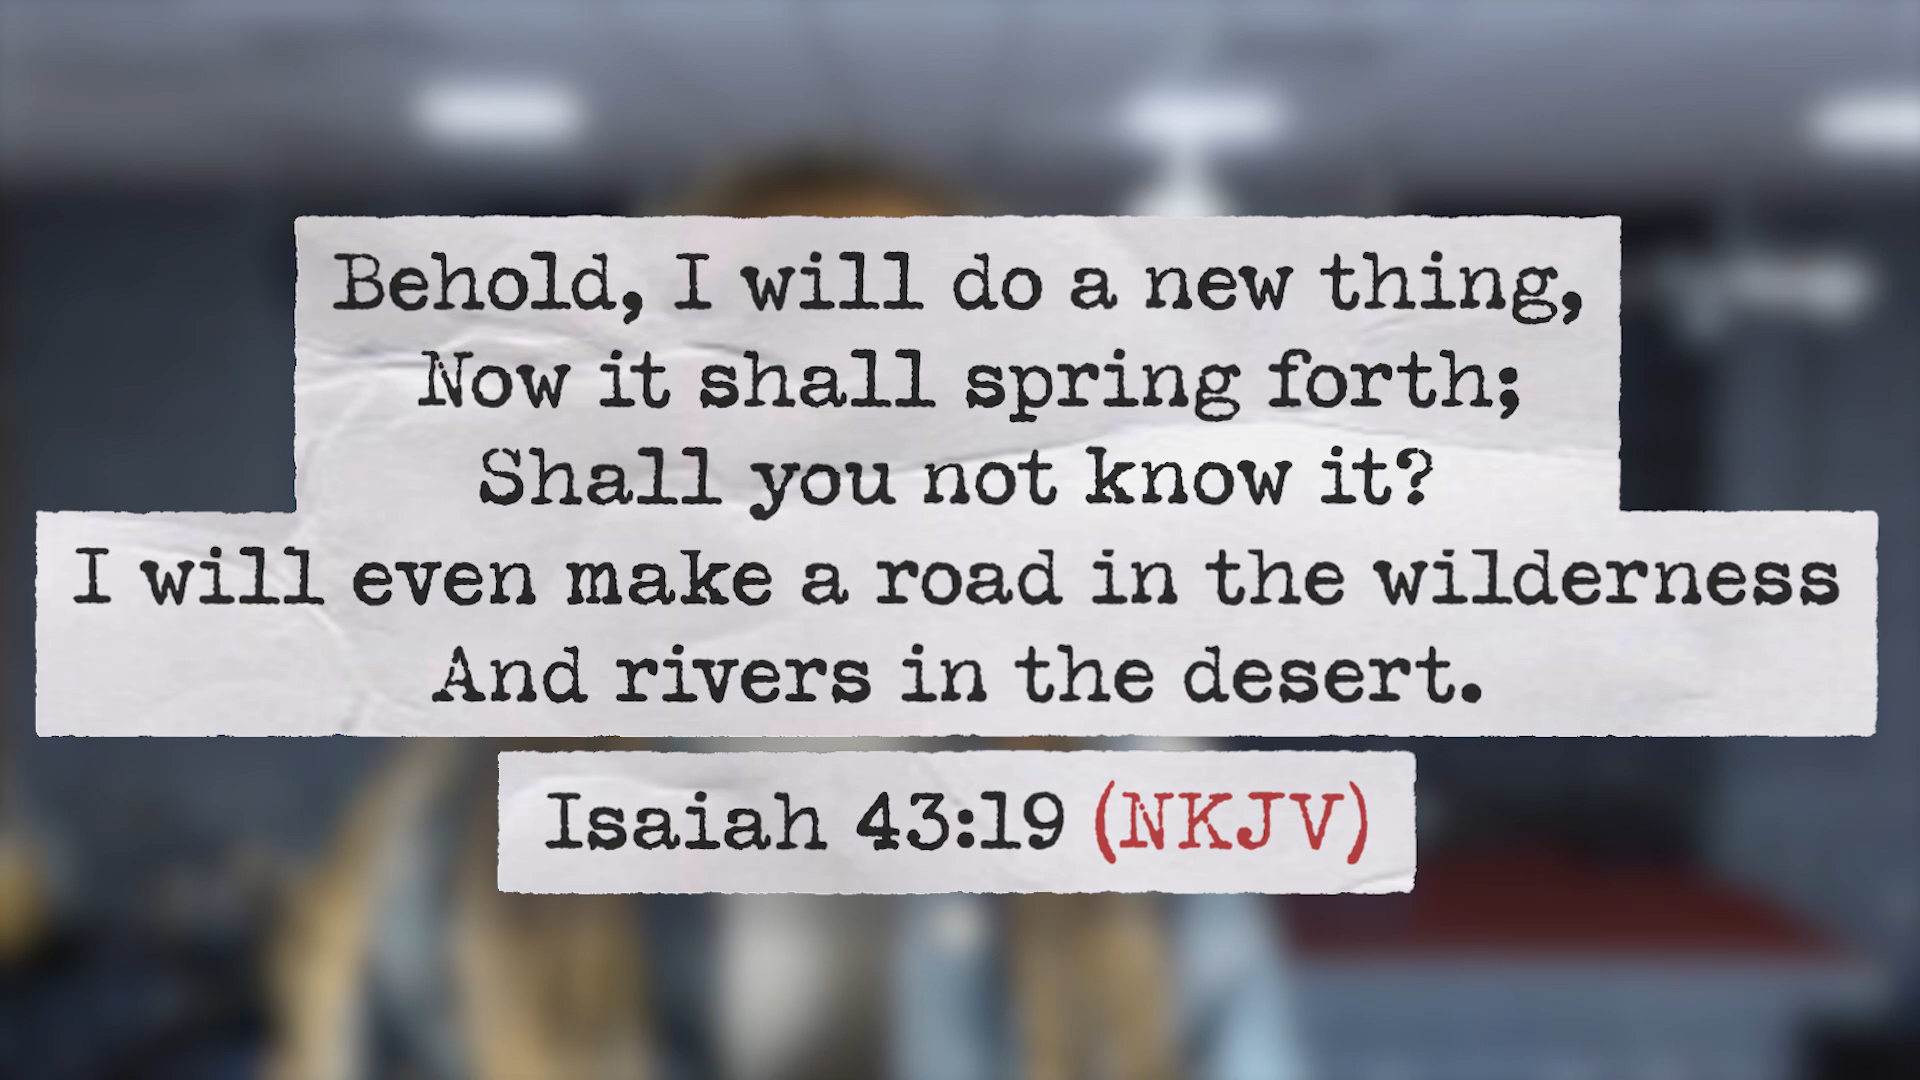 Behold, I will do a new thing,
Now it shall spring forth;
Shall you not know it?
I will even make a road in the wilderness
And rivers in the desert.
Isaiah 43:19 (NKJV)